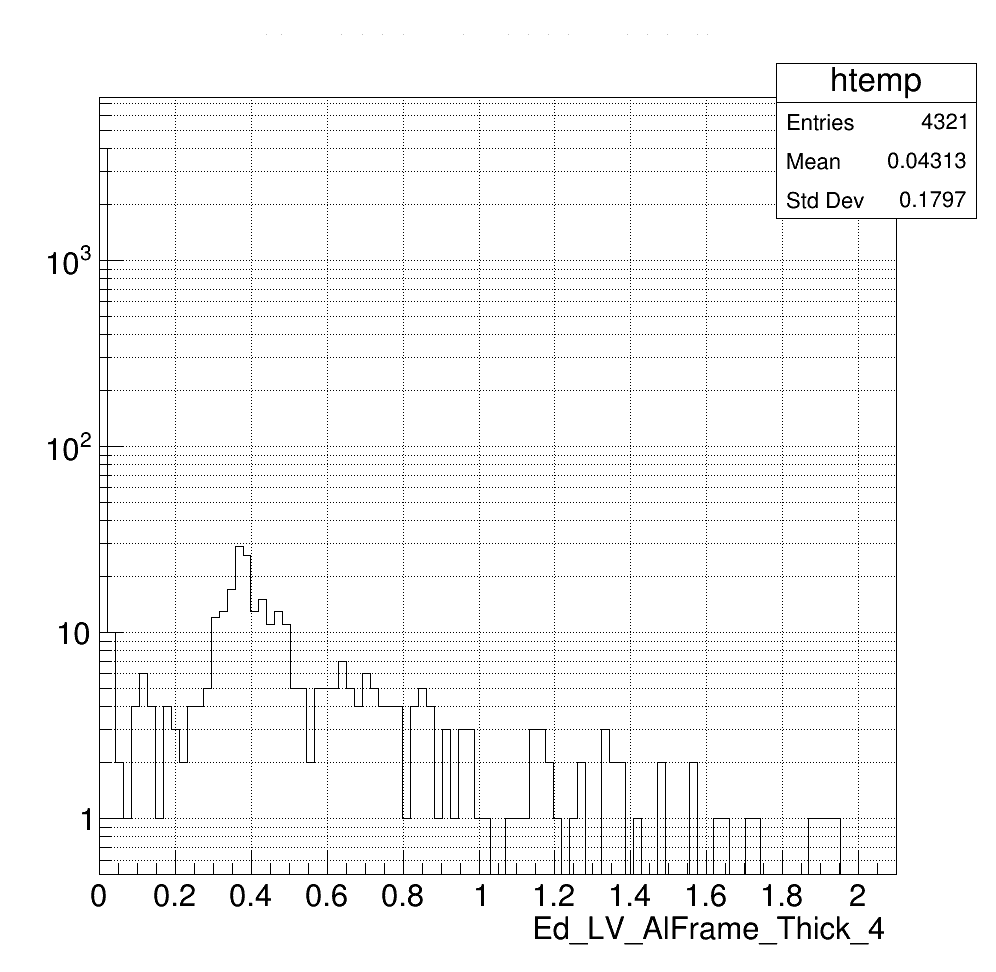 htemp
Entries 4321
Mean 0.04313
Std Dev 0.1797
10³
10²
10
1
0 0.2 0.4 0.6 0.8 1 1.2 1.4 1.6 1.8 2
Ed_LV_AlFrame_Thick_4